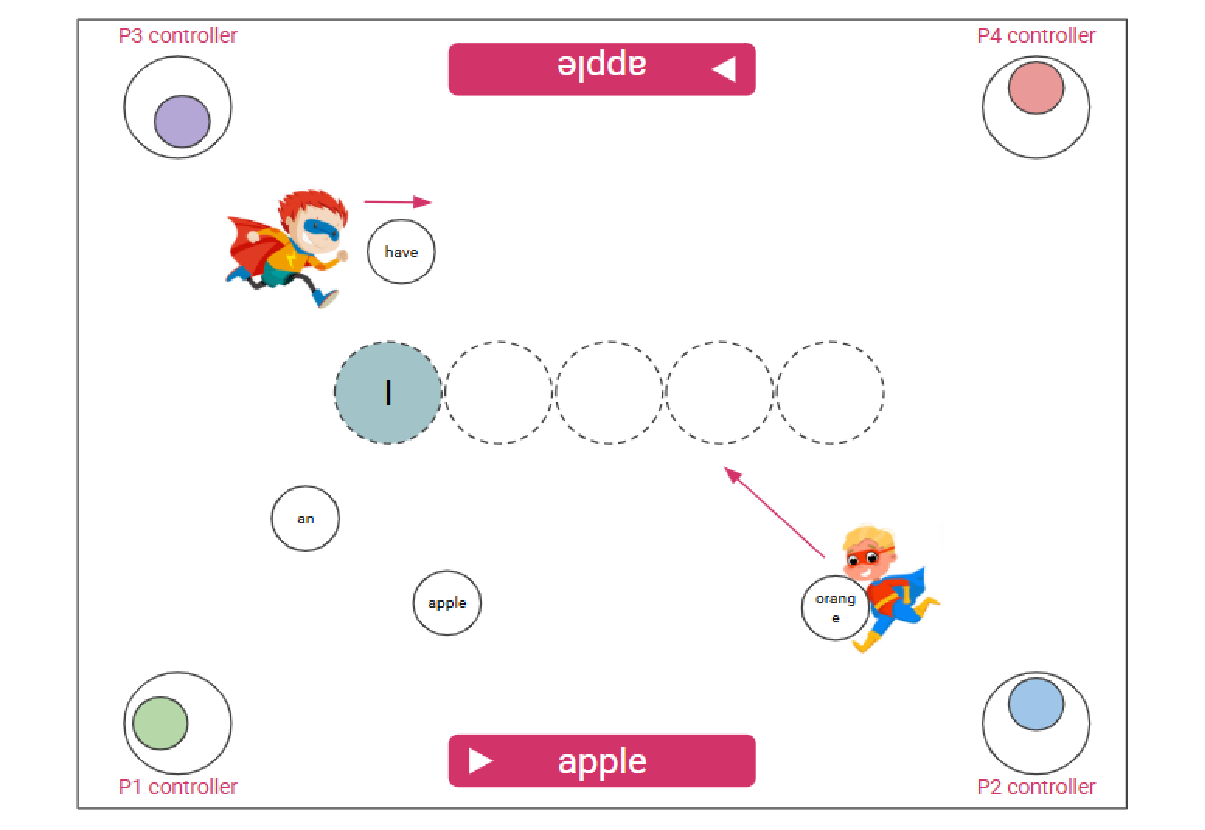 P3 controller
P4 controller
apple
have
I
an
apple
orang
e
apple
P1 controller
P2 controller